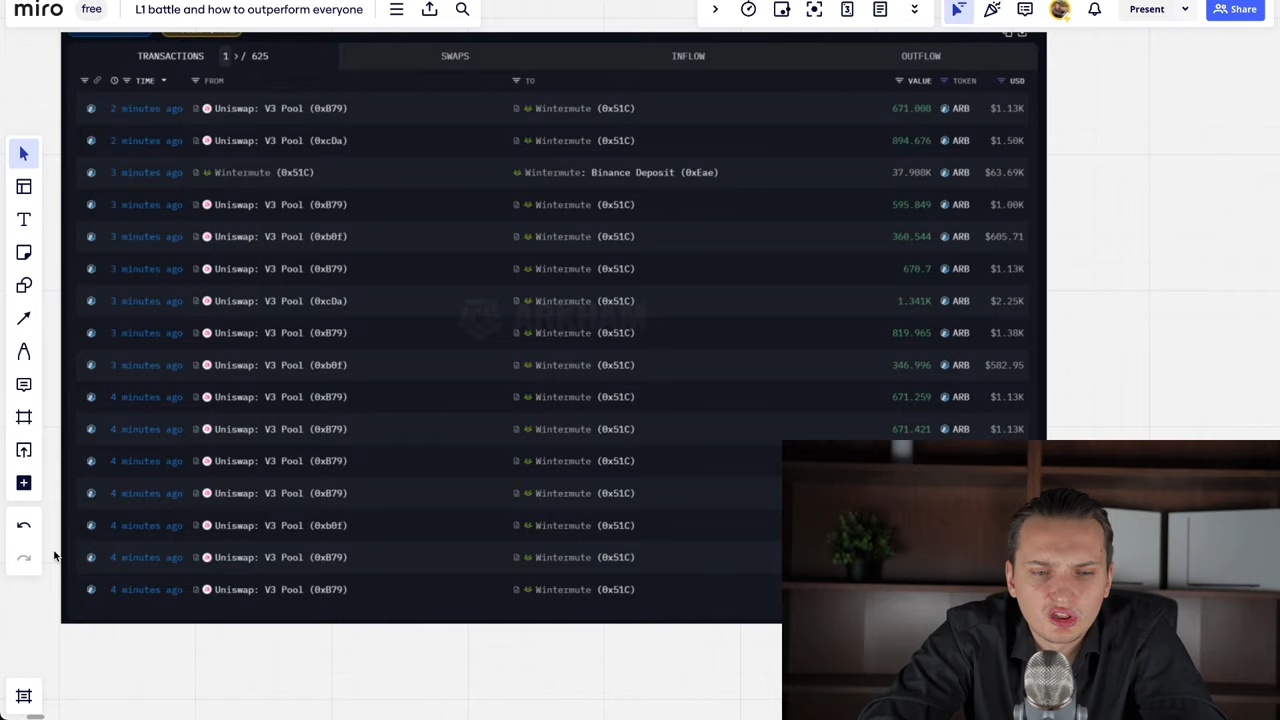 miro free L1 battle and how to outperform everyone Present Share
TRANSACTIONS 1 > / 625 SWAPS INFLOW OUTFLOW
TIME FROM TO VALUE TOKEN USD
2 minutes ago Uniswap: V3 Pool (0xB79) Wintermute (0x51C) 671.008 ARB $1.13K
2 minutes ago Uniswap: V3 Pool (0xcDa) Wintermute (0x51C) 894.676 ARB $1.50K
3 minutes ago Wintermute (0x51C) Wintermute: Binance Deposit (0xEae) 37.908K ARB $63.69K
3 minutes ago Uniswap: V3 Pool (0xB79) Wintermute (0x51C) 595.849 ARB $1.00K
3 minutes ago Uniswap: V3 Pool (0xb0f) Wintermute (0x51C) 360.544 ARB $605.71
3 minutes ago Uniswap: V3 Pool (0xB79) Wintermute (0x51C) 670.7 ARB $1.13K
3 minutes ago Uniswap: V3 Pool (0xcDa) Wintermute (0x51C) 1.341K ARB $2.25K
ARKHAM
3 minutes ago Uniswap: V3 Pool (0xB79) Wintermute (0x51C) 819.965 ARB $1.38K
3 minutes ago Uniswap: V3 Pool (0xb0f) Wintermute (0x51C) 346.996 ARB $582.95
4 minutes ago Uniswap: V3 Pool (0xB79) Wintermute (0x51C) 671.259 ARB $1.13K
4 minutes ago Uniswap: V3 Pool (0xB79) Wintermute (0x51C) 671.421 ARB $1.13K
4 minutes ago Uniswap: V3 Pool (0xB79) Wintermute (0x51C)
4 minutes ago Uniswap: V3 Pool (0xB79) Wintermute (0x51C)
4 minutes ago Uniswap: V3 Pool (0xb0f) Wintermute (0x51C)
4 minutes ago Uniswap: V3 Pool (0xB79) Wintermute (0x51C)
4 minutes ago Uniswap: V3 Pool (0xB79) Wintermute (0x51C)